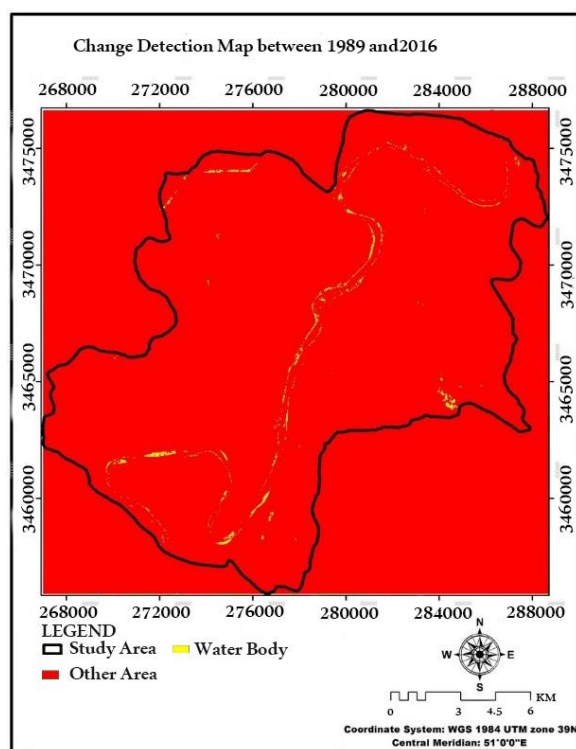 Change Detection Map between 1989 and2016
268000 272000 276000 280000 284000 288000
3475000 3475000
3470000 3470000
3465000 3465000
3460000 3460000
268000 272000 276000 280000 284000 288000
LEGEND
Study Area Water Body
Other Area
N
W E
S
KM
0 3 4.5 6
Coordinate System: WGS 1984 UTM zone 39N
Central Meridian: 51°0'0"E